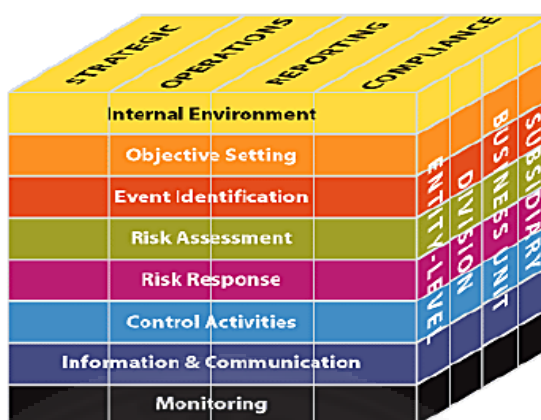 STRATEGIC
OPERATIONS
REPORTING
COMPLIANCE
Internal Environment
Objective Setting
Event Identification
Risk Assessment
Risk Response
Control Activities
Information & Communication
Monitoring
ENTITY-LEVEL
DIVISION
BUSINESS UNIT
SUBSIDIARY